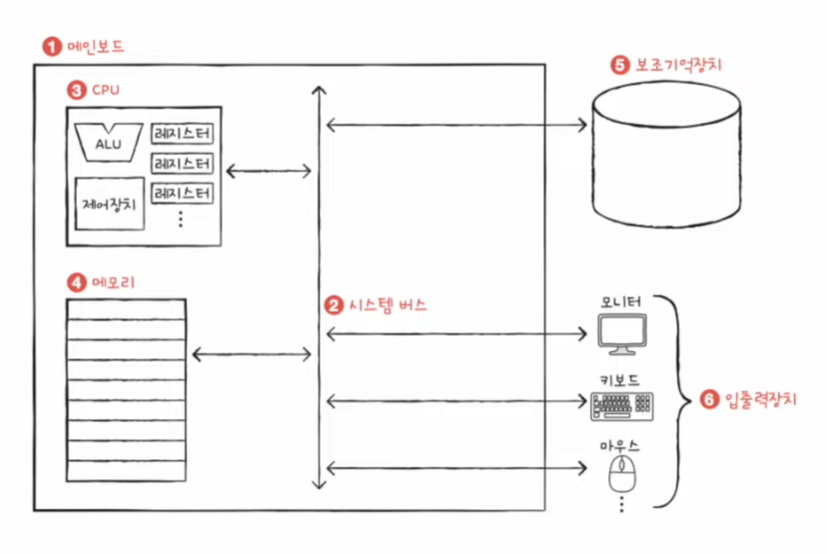 1 메인보드
3 CPU
ALU
레지스터
레지스터
레지스터
제어장치
4 메모리
2 시스템 버스
5 보조기억장치
모니터
키보드
마우스
6 입출력장치